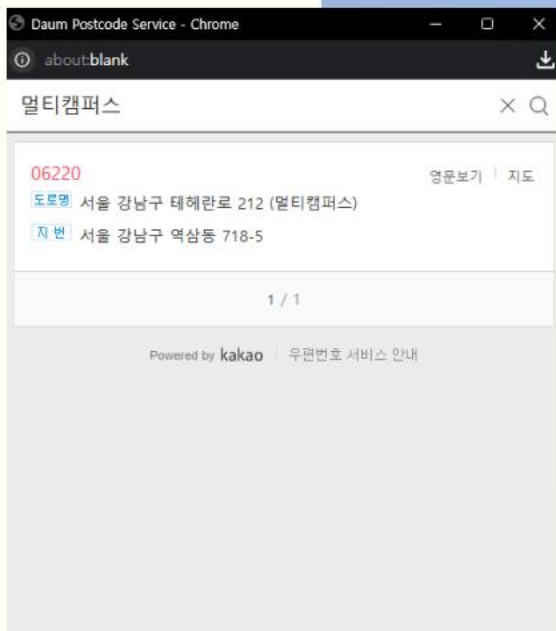 Daum Postcode Service - Chrome
about:blank
멀티캠퍼스
06220 영문보기 지도
도로명 서울 강남구 테헤란로 212 (멀티캠퍼스)
지번 서울 강남구 역삼동 718-5
1 / 1
Powered by kakao 우편번호 서비스 안내